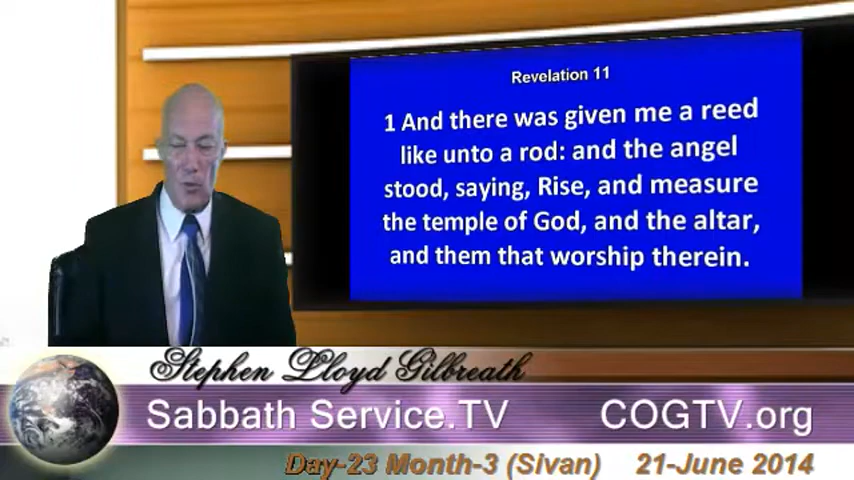 Revelation 11
1 And there was given me a reed
like unto a rod: and the angel
stood, saying, Rise, and measure
the temple of God, and the altar,
and them that worship therein.
Stephen Lloyd Gilbreath
Sabbath Service.TV COGTV.org
Day-23 Month-3 (Sivan) 21-June 2014